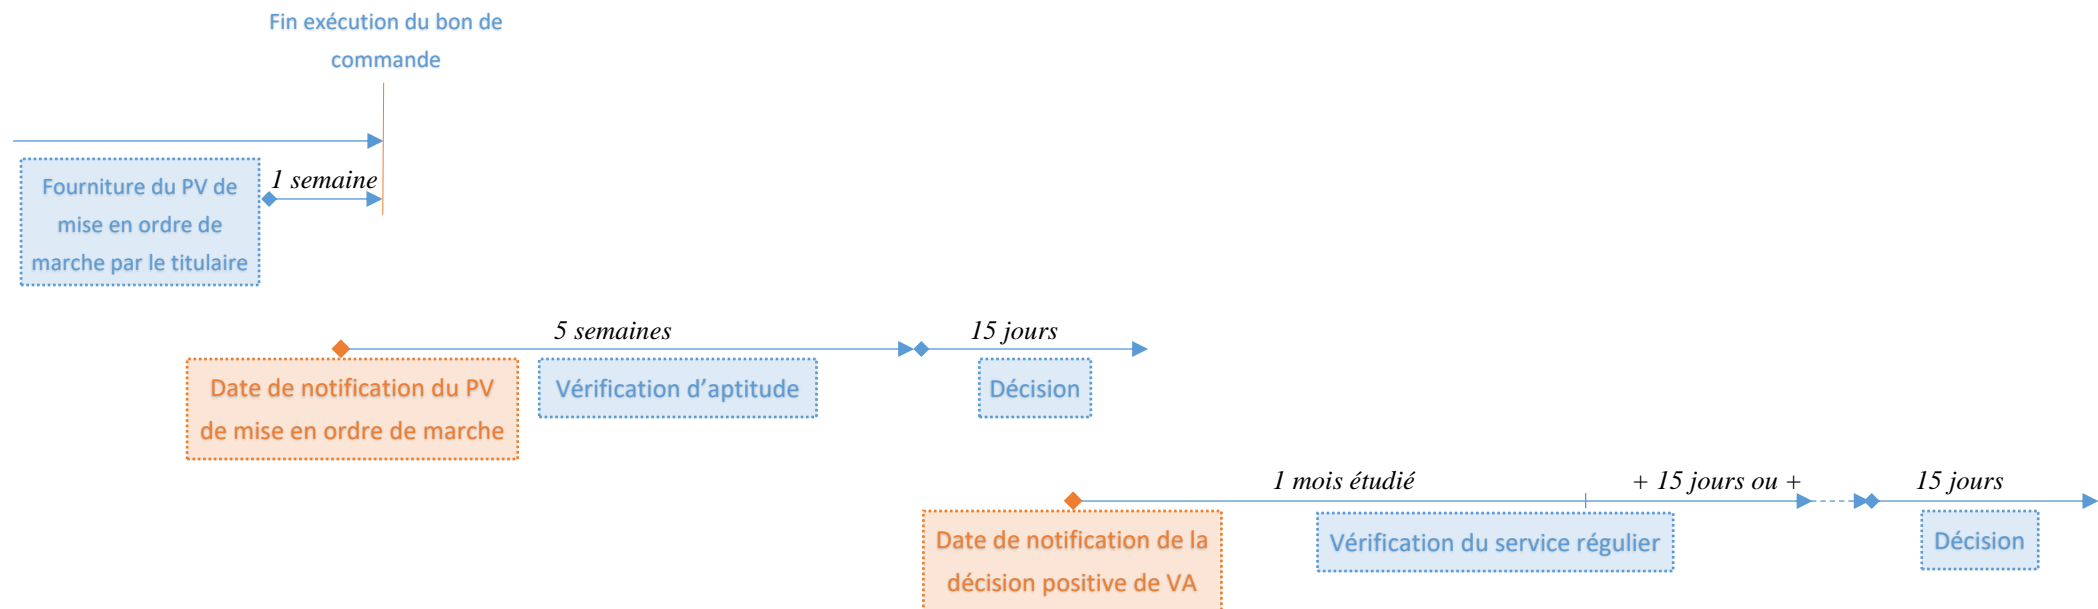 Fin exécution du bon de
commande
1 semaine
Fourniture du PV de
mise en ordre de
marche par le titulaire
5 semaines
15 jours
Date de notification du PV
de mise en ordre de marche
Vérification d’aptitude
Décision
1 mois étudié
+ 15 jours ou +
15 jours
Date de notification de la
décision positive de VA
Vérification du service régulier
Décision